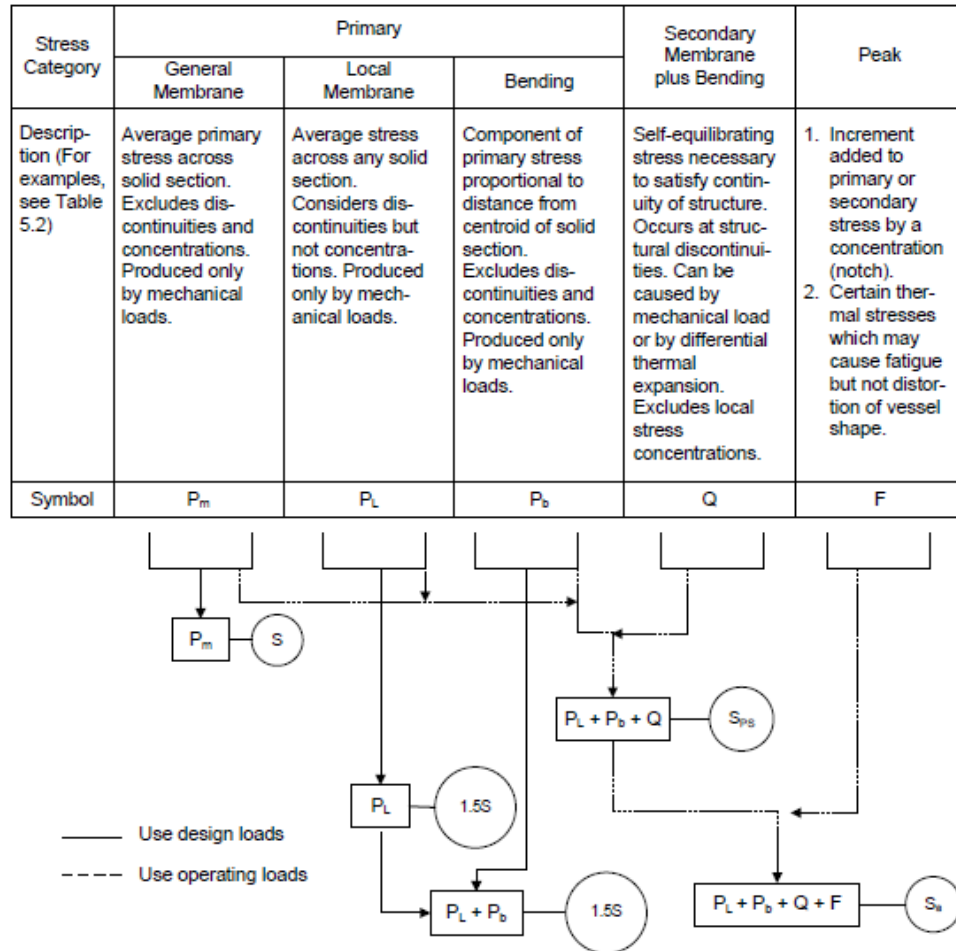 Stress
Category
Primary
General
Membrane
Local
Membrane
Bending
Secondary
Membrane
plus Bending
Peak
Descrip-
tion (For
examples,
see Table
5.2)
Average primary
stress across
solid section.
Excludes dis-
continuities and
concentrations.
Produced only
by mechanical
loads.
Average stress
across any solid
section.
Considers dis-
continuities but
not concentra-
tions. Produced
only by mech-
anical loads.
Component of
primary stress
proportional to
distance from
centroid of solid
section.
Excludes dis-
continuities and
concentrations.
Produced only
by mechanical
loads.
Self-equilibrating
stress necessary
to satisfy contin-
uity of structure.
Occurs at struc-
tural discontinui-
ties. Can be
caused by
mechanical load
or by differential
thermal
expansion.
Excludes local
stress
concentrations.
1. Increment
added to
primary or
secondary
stress by a
concentration
(notch).
2. Certain ther-
mal stresses
which may
cause fatigue
but not distor-
tion of vessel
shape.
Symbol
Pm
PL
Pb
Q
F
Pm
S
PL + Pb + Q
SPS
PL
1.5S
Use design loads
Use operating loads
PL + Pb
1.5S
PL + Pb + Q + F
Sa